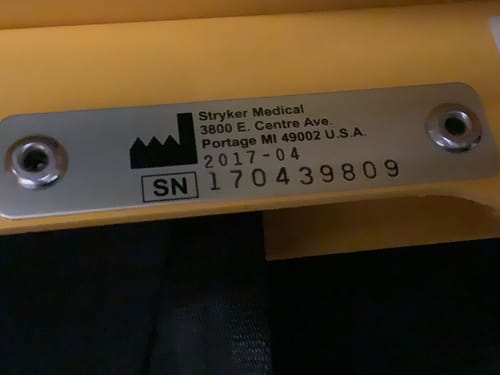 Stryker Medical
3800 E. Centre Ave.
Portage MI 49002 U.S.A.
2017-04
SN 170439809